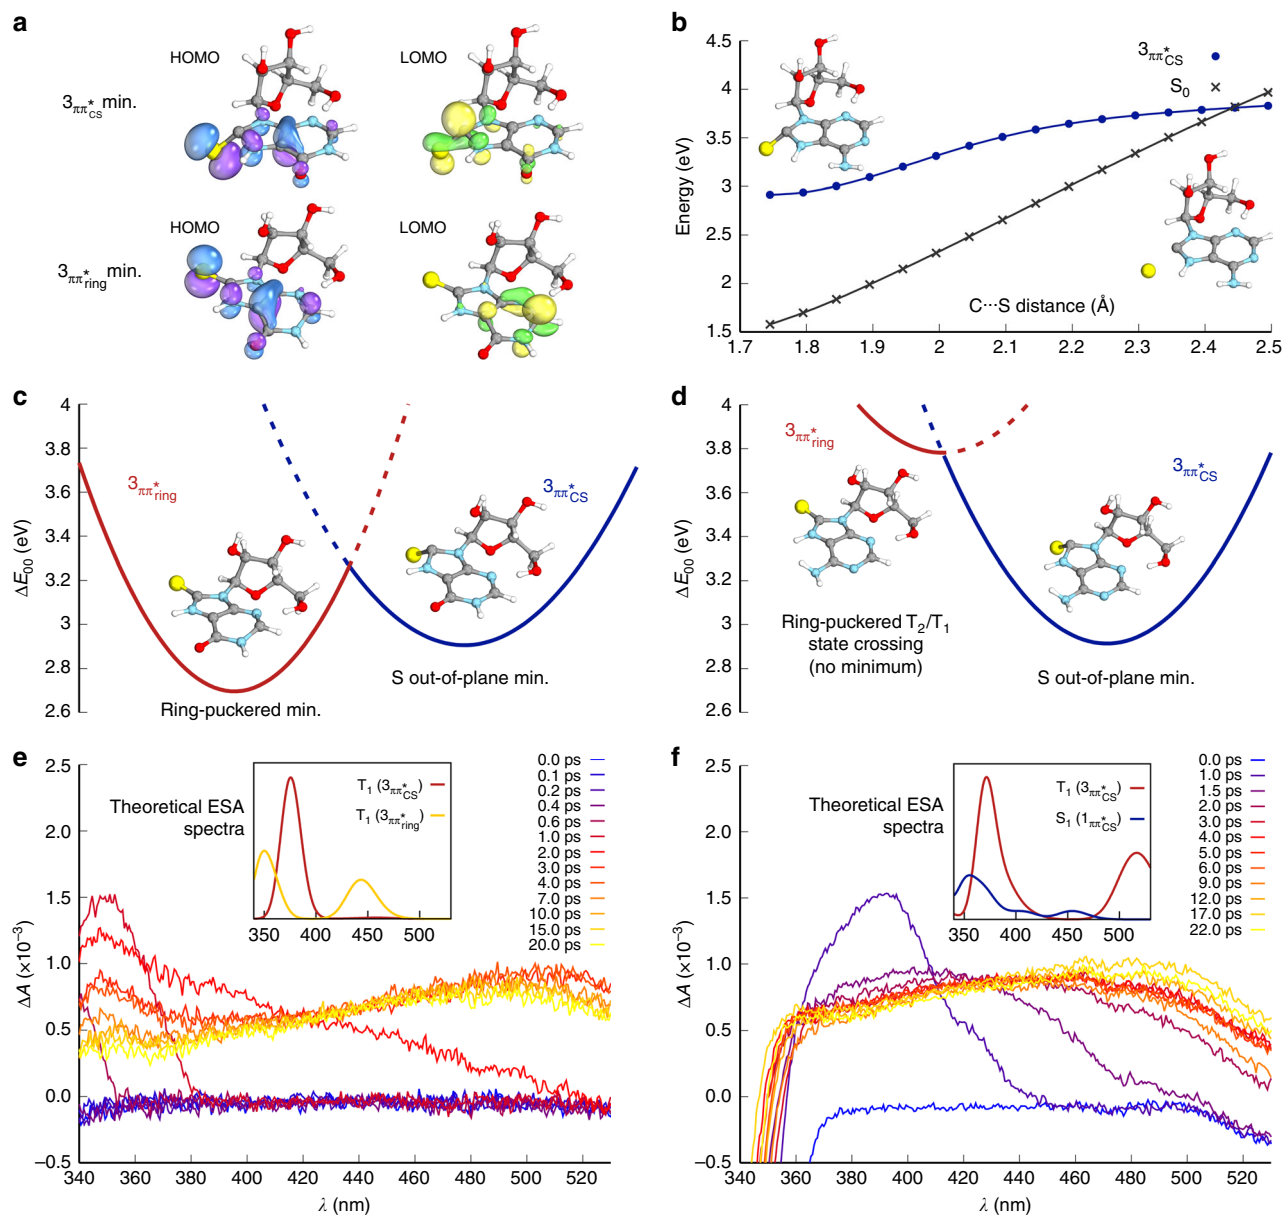 a
HOMO
LOMO
3ππ*CS min.
HOMO
LOMO
3ππ*ring min.
b
4.5
4
3.5
3
2.5
2
1.5
Energy (eV)
3ππ*CS
S0
C···S distance (Å)
1.7 1.8 1.9 2 2.1 2.2 2.3 2.4 2.5
c
4
3.8
3.6
3.4
3.2
3
2.8
2.6
ΔE00 (eV)
3ππ*ring
3ππ*CS
Ring-puckered min.
S out-of-plane min.
d
4
3.8
3.6
3.4
3.2
3
2.8
2.6
ΔE00 (eV)
3ππ*ring
3ππ*CS
Ring-puckered T2/T1
state crossing
(no minimum)
S out-of-plane min.
e
2.5
2.0
1.5
1.0
0.5
0.0
–0.5
ΔA (×10–3)
Theoretical ESA
spectra
T1 (3ππ*CS)
T1 (3ππ*ring)
350 400 450 500
0.0 ps
0.1 ps
0.2 ps
0.4 ps
0.6 ps
1.0 ps
2.0 ps
3.0 ps
4.0 ps
7.0 ps
10.0 ps
15.0 ps
20.0 ps
340 360 380 400 420 440 460 480 500 520
λ (nm)
f
2.5
2.0
1.5
1.0
0.5
0.0
–0.5
ΔA (×10–3)
Theoretical ESA
spectra
T1 (3ππ*CS)
S1 (1ππ*CS)
350 400 450 500
0.0 ps
1.0 ps
1.5 ps
2.0 ps
3.0 ps
4.0 ps
5.0 ps
6.0 ps
9.0 ps
12.0 ps
17.0 ps
22.0 ps
340 360 380 400 420 440 460 480 500 520
λ (nm)